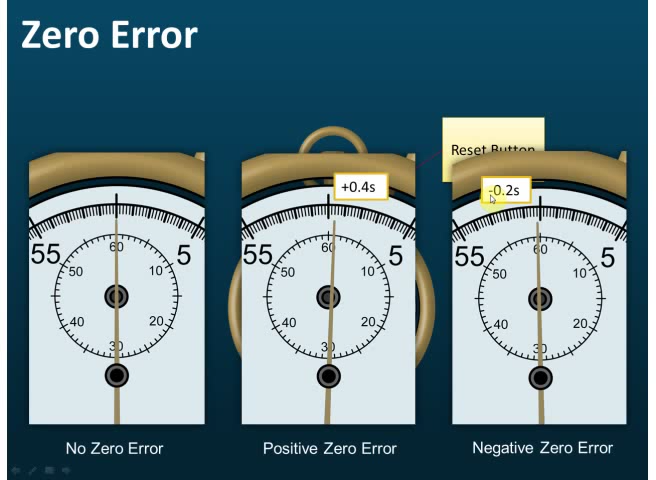 Zero Error
Reset Button
+0.4s
-0.2s
55 5
60
50 10
40 20
30
55 5
60
50 10
40 20
30
55 5
60
50 10
40 20
30
No Zero Error
Positive Zero Error
Negative Zero Error